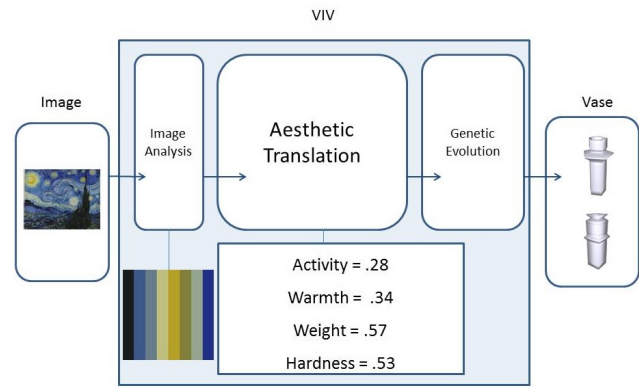 VIV
Image
Vase
Image
Analysis
Aesthetic
Translation
Genetic
Evolution
Activity = .28
Warmth =  .34
Weight = .57
Hardness = .53